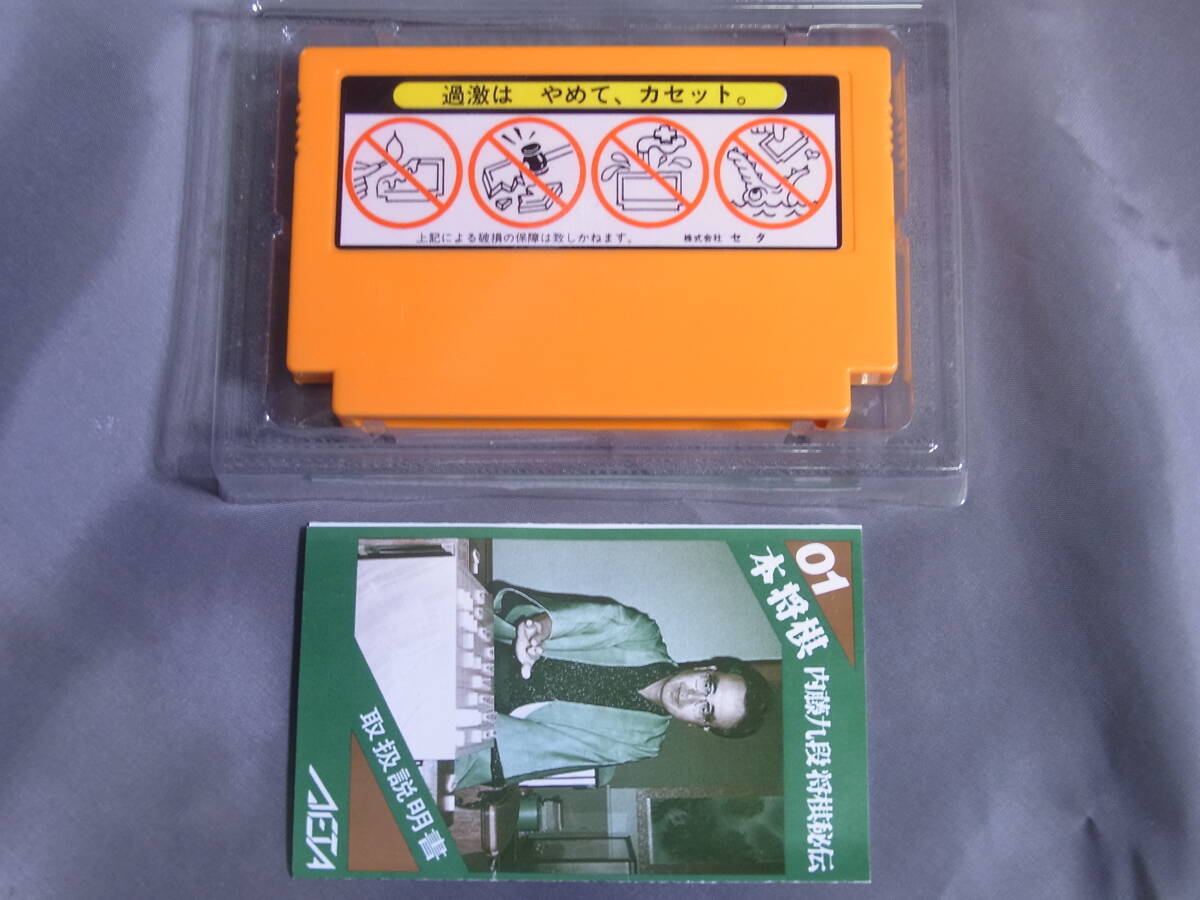 過激は やめて、カセット。
上記による破損の保障は致しかねます。 株式会社 セタ
01
本将棋
内藤九段将棋秘伝
取扱説明書
SETA